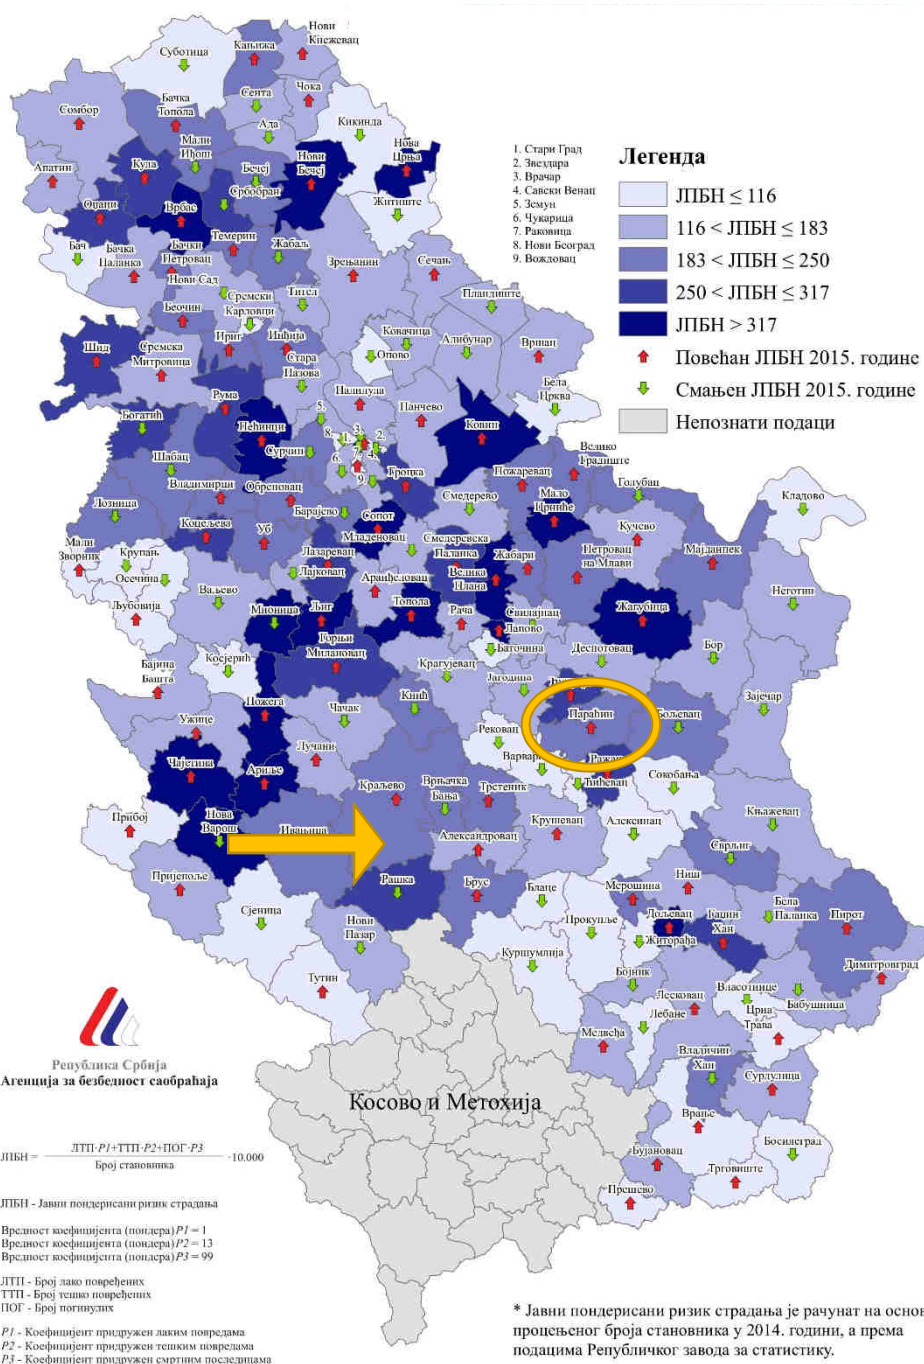 Нови
Кнежевац
Суботица
Кањижа
Сента
Чока
Сомбор
Бачка
Топола
Ада
Кикинда
Мали
Иђош
Нова
Црња
Апатин
Кула
Бечеј
Нови
Бечеј
Србобран
Житиште
Оџаци
Врбас
Бач
Бачка
Паланка
Бачки
Петровац
Темерин
Жабаљ
Зрењанин
Сечањ
Нови Сад
Сремски
Карловци
Тител
Пландиште
Беочин
Ириг
Инђија
Ковачица
Опово
Алибунар
Вршац
Шид
Сремска
Митровица
Стара
Пазова
Бела
Црква
Рума
Палилула
Панчево
Богатић
Пећинци
5.
8.
3.
1.
2.
7.
4.
6.
9.
Ковин
Шабац
Сурчин
Гроцка
Велико
Градиште
Пожаревац
Голубац
Владимирци
Обреновац
Смедерево
Мало
Црниће
Кладово
Лозница
Барајево
Сопот
Коцељева
Уб
Младеновац
Смедеревска
Паланка
Кучево
Мали
Зворник
Крупањ
Лазаревац
Жабари
Петровац
на Млави
Мајданпек
Осечина
Лајковац
Аранђеловац
Велика
Плана
Ваљево
Неготин
Љубовија
Мионица
Љиг
Топола
Рача
Свилајнац
Жагубица
Лапово
Горњи
Милановац
Баточина
Деспотовац
Бор
Бајина
Башта
Косјерић
Крагујевац
Јагодина
Пожега
Кнић
Чачак
Параћин
Бољевац
Зајечар
Ужице
Рековац
Лучани
Варварин
Ражањ
Чајетина
Ариље
Ћићевац
Сокобања
Краљево
Врњачка
Бања
Трстеник
Нова
Варош
Прибој
Ивањица
Крушевац
Алексинац
Књажевац
Александровац
Сврљиг
Пријепоље
Рашка
Брус
Блаце
Мерошина
Ниш
Бела
Паланка
Сјеница
Прокупље
Дољевац
Гаџин
Хан
Пирот
Нови
Пазар
Житорађа
Куршумлија
Димитровград
Тутин
Бојник
Власотинце
Лесковац
Бабушница
Лебане
Црна
Трава
Медвеђа
Владичин
Хан
Сурдулица
Врање
Бујановац
Босилеград
Трговиште
Прешево
Косово и Метохија
1. Стари Град
2. Звездара
3. Врачар
4. Савски Венац
5. Земун
6. Чукарица
7. Раковица
8. Нови Београд
9. Вождовац
Легенда
ЈПБН ≤ 116
116 < ЈПБН ≤ 183
183 < ЈПБН ≤ 250
250 < ЈПБН ≤ 317
ЈПБН > 317
Повећан ЈПБН 2015. године
Смањен ЈПБН 2015. године
Непознати подаци
Република Србија
Агенција за безбедност саобраћаја
ЈПБН = ЛТП·P1+ТТП·P2+ПОГ·P3 / Број становника ·10.000
ЈПБН - Јавни пондерисани ризик страдања
Вредност коефицијента (пондера) P1 = 1
Вредност коефицијента (пондера) P2 = 13
Вредност коефицијента (пондера) P3 = 99
ЛТП - Број лако повређених
ТТП - Број тешко повређених
ПОГ - Број погинулих
P1 - Коефицијент придружен лаким повредама
P2 - Коефицијент придружен тешким повредама
P3 - Коефицијент придружен смртним последицама
* Јавни пондерисани ризик страдања је рачунат на основ
процењеног броја становника у 2014. години, а према
подацима Републичког завода за статистику.